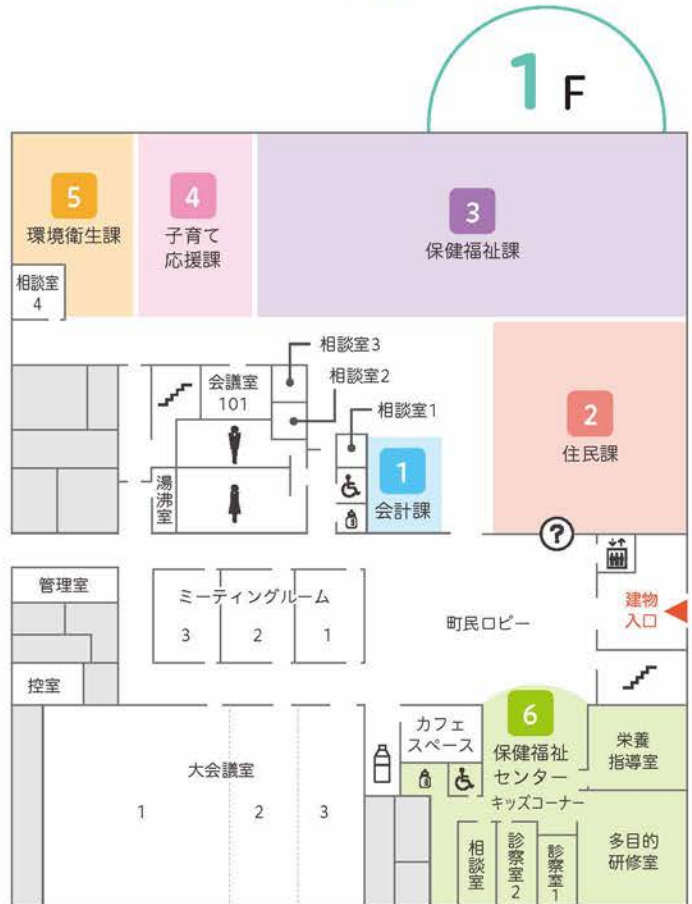 1 F
5
環境衛生課
4
子育て
応援課
3
保健福祉課
相談室
4
相談室3
相談室2
会議室
101
相談室1
2
住民課
1
会計課
湯沸室
?
管理室
ミーティングルーム
3
2
1
町民ロビー
建物
入口
控室
カフェ
スペース
6
保健福祉
センター
キッズコーナー
栄養
指導室
大会議室
1
2
3
相談室
診察室2
診察室1
多目的
研修室